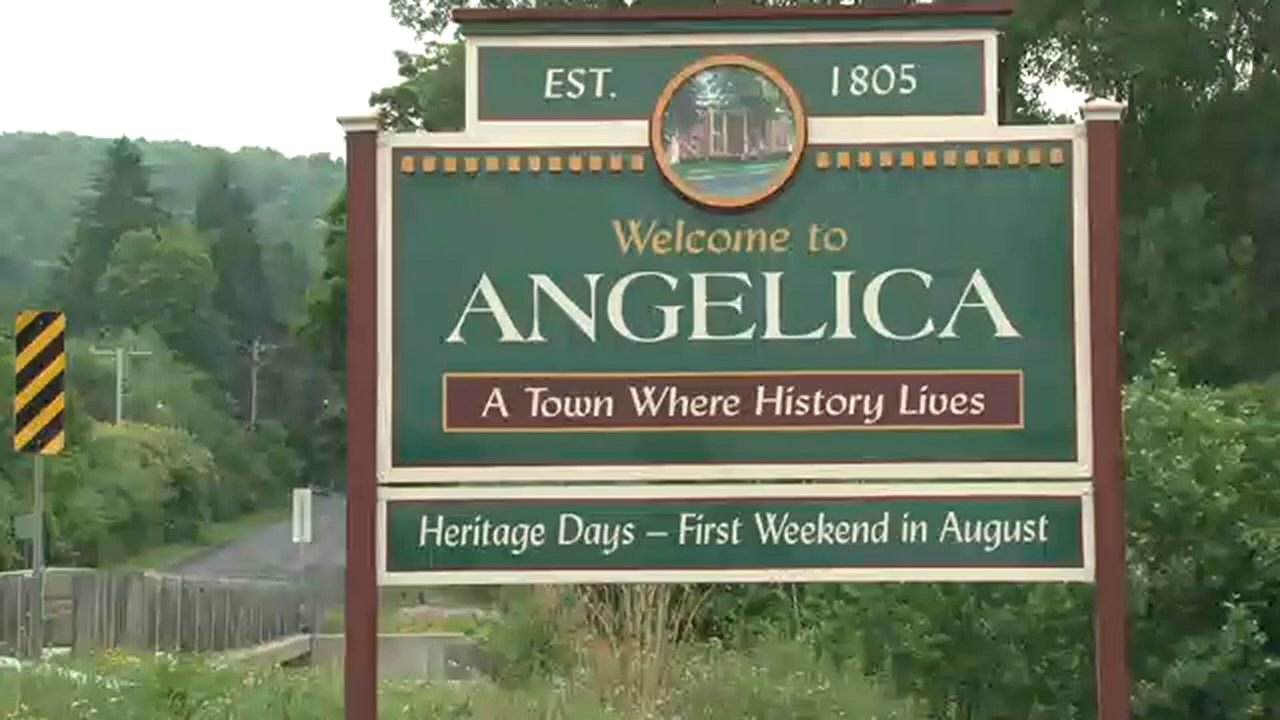 EST. 1805
Welcome to
ANGELICA
A Town Where History Lives
Heritage Days – First Weekend in August